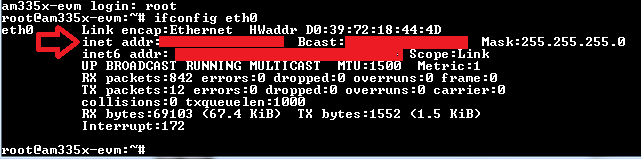 am335x-evm login: root
root@am335x-evm:~# ifconfig eth0
eth0 Link encap:Ethernet HWaddr D0:39:72:18:44:4D
inet addr: Bcast: Mask:255.255.255.0
inet6 addr: Scope:Link
UP BROADCAST RUNNING MULTICAST MTU:1500 Metric:1
RX packets:842 errors:0 dropped:0 overruns:0 frame:0
TX packets:12 errors:0 dropped:0 overruns:0 carrier:0
collisions:0 txqueuelen:1000
RX bytes:69103 (67.4 KiB) TX bytes:1552 (1.5 KiB)
Interrupt:172
root@am335x-evm:~#